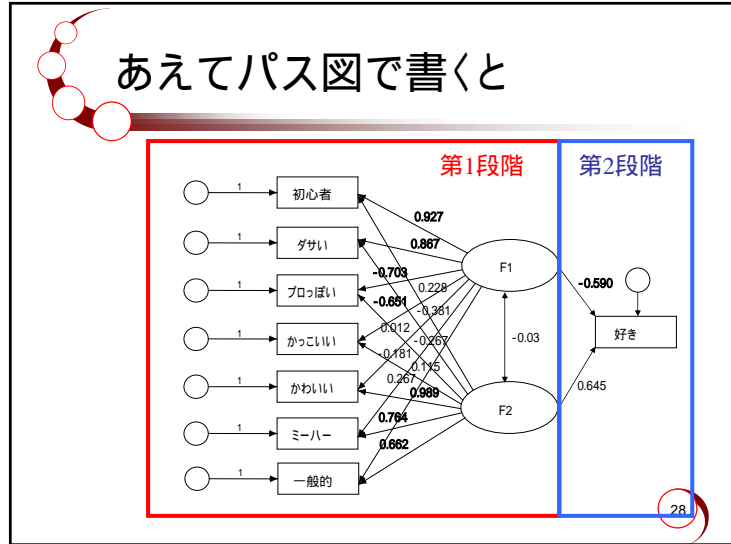 あえてパス図で書くと
第1段階
第2段階
1
初心者
1
ダサい
1
プロっぽい
1
かっこいい
1
かわいい
1
ミーハー
1
一般的
0.927
0.867
-0.703
0.228
-0.651
-0.381
0.012
-0.267
-0.181
0.115
0.267
0.989
0.764
0.662
F1
F2
-0.03
-0.590
好き
0.645
28